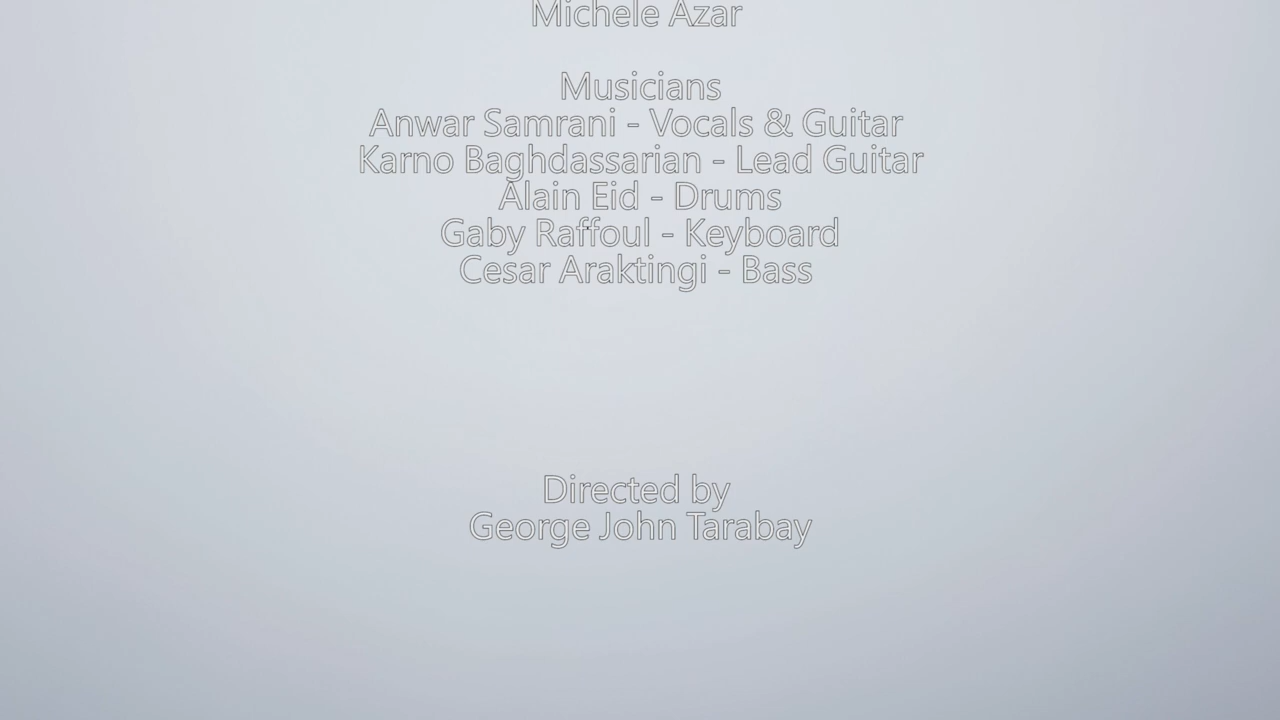 Michele Azar
Musicians
Anwar Samrani - Vocals & Guitar
Karno Baghdassarian - Lead Guitar
Alain Eid - Drums
Gaby Raffoul - Keyboard
Cesar Araktingi - Bass
Directed by
George John Tarabay